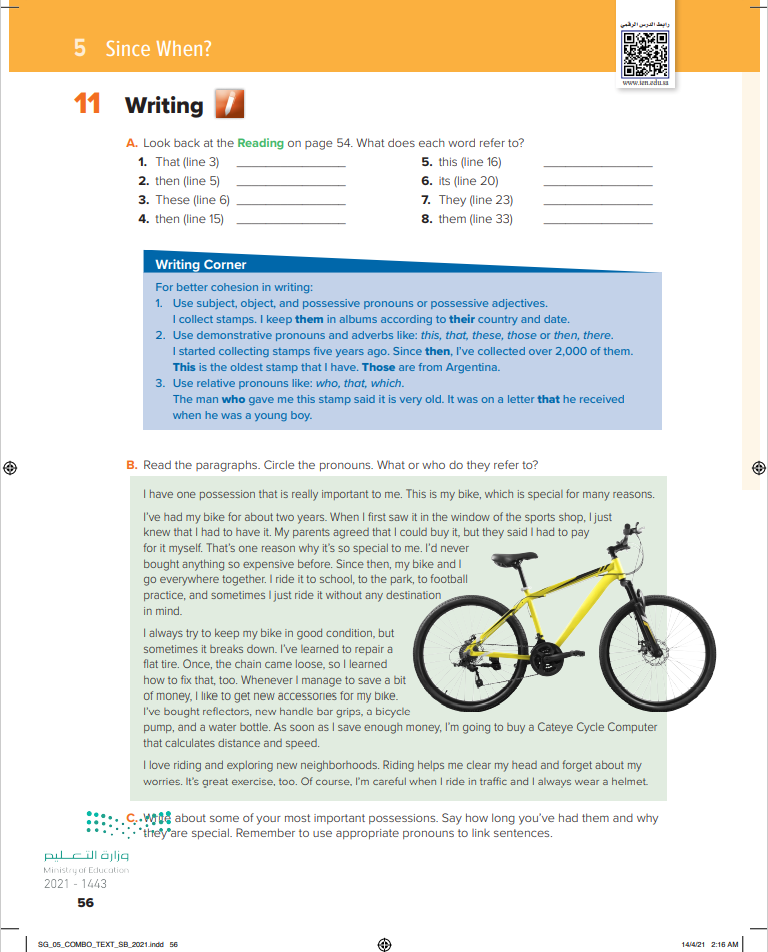 5 Since When?
رابط الدرس الرقمي
www.ien.edu.sa
11 Writing
A. Look back at the Reading on page 54. What does each word refer to?
1. That (line 3) ____________
2. then (line 5) ____________
3. These (line 6) ____________
4. then (line 15) ____________
5. this (line 16) ____________
6. its (line 20) ____________
7. They (line 23) ____________
8. them (line 33) ____________
Writing Corner
For better cohesion in writing:
1. Use subject, object, and possessive pronouns or possessive adjectives.
I collect stamps. I keep them in albums according to their country and date.
2. Use demonstrative pronouns and adverbs like: this, that, these, those or then, there.
I started collecting stamps five years ago. Since then, I've collected over 2,000 of them.
This is the oldest stamp that I have. Those are from Argentina.
3. Use relative pronouns like: who, that, which.
The man who gave me this stamp said it is very old. It was on a letter that he received
when he was a young boy.
B. Read the paragraphs. Circle the pronouns. What or who do they refer to?
I have one possession that is really important to me. This is my bike, which is special for many reasons.
I've had my bike for about two years. When I first saw it in the window of the sports shop, I just
knew that I had to have it. My parents agreed that I could buy it, but they said I had to pay
for it myself. That's one reason why it's so special to me. I'd never
bought anything so expensive before. Since then, my bike and I
go everywhere together. I ride it to school, to the park, to football
practice, and sometimes I just ride it without any destination
in mind.
I always try to keep my bike in good condition, but
sometimes it breaks down. I've learned to repair a
flat tire. Once, the chain came loose, so I learned
how to fix that, too. Whenever I manage to save a bit
of money, I like to get new accessories for my bike.
I've bought reflectors, new handle bar grips, a bicycle
pump, and a water bottle. As soon as I save enough money, I'm going to buy a Cateye Cycle Computer
that calculates distance and speed.
I love riding and exploring new neighborhoods. Riding helps me clear my head and forget about my
worries. It's great exercise, too. Of course, I'm careful when I ride in traffic and I always wear a helmet.
C. Write about some of your most important possessions. Say how long you've had them and why
they are special. Remember to use appropriate pronouns to link sentences.
وزارة التعليم
Ministry of Education
2021 - 1443
56
SG_05_COMBO_TEXT_SB_2021.indd 56
14/4/21 2:16 AM